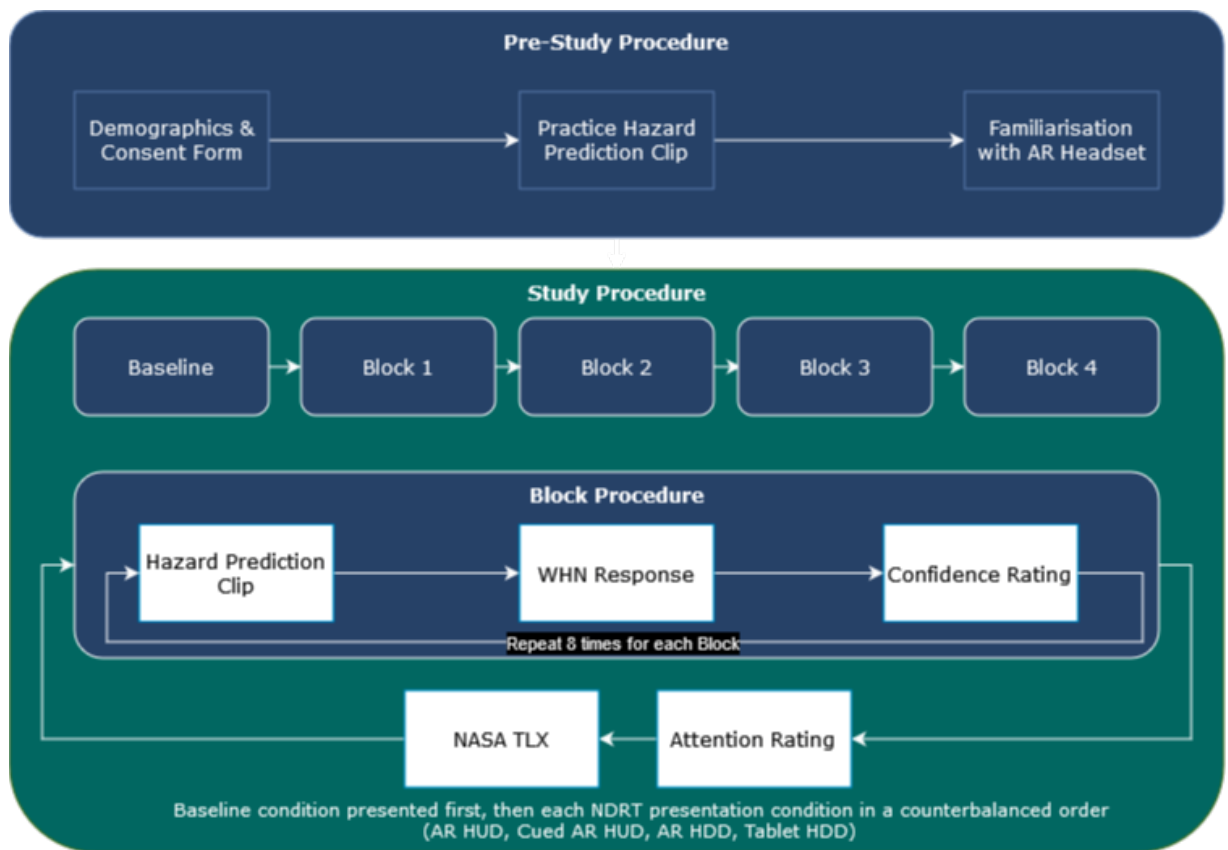 Pre-Study Procedure
Demographics &
Consent Form
Practice Hazard
Prediction Clip
Familiarisation
with AR Headset
Study Procedure
Baseline
Block 1
Block 2
Block 3
Block 4
Block Procedure
Hazard Prediction
Clip
WHN Response
Confidence Rating
Repeat 8 times for each Block
NASA TLX
Attention Rating
Baseline condition presented first, then each NDRT presentation condition in a counterbalanced order
(AR HUD, Cued AR HUD, AR HDD, Tablet HDD)